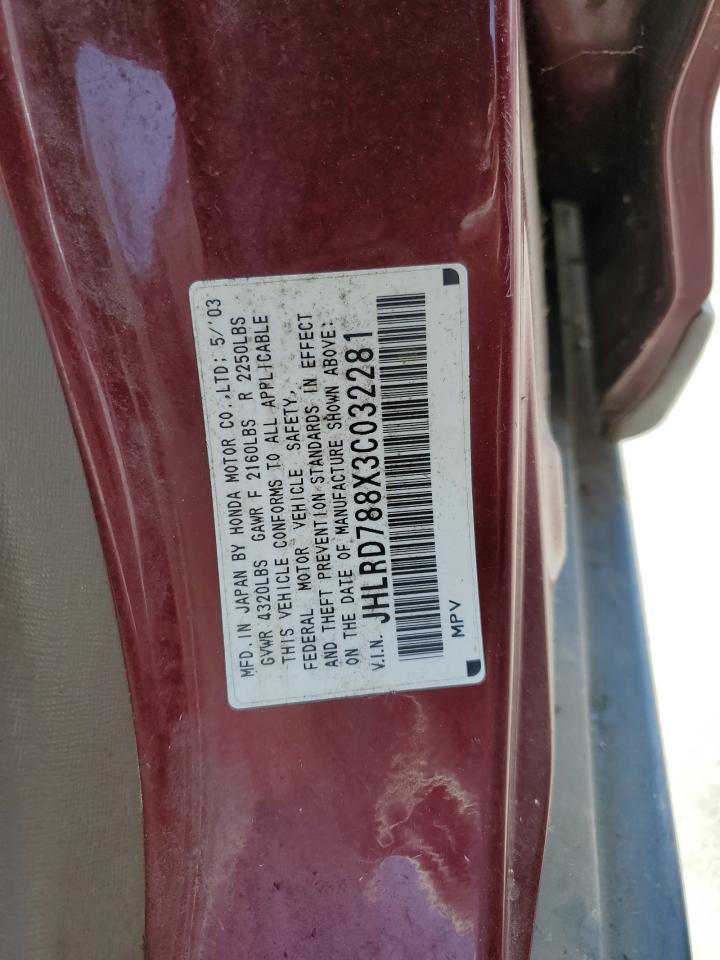 MFD. IN JAPAN BY HONDA MOTOR CO.,LTD; 5/'03
GVWR 4320LBS GAWR F 2160LBS R 2250LBS
THIS VEHICLE CONFORMS TO ALL APPLICABLE
FEDERAL MOTOR VEHICLE SAFETY,
AND THEFT PREVENTION STANDARDS IN EFFECT
ON THE DATE OF MANUFACTURE SHOWN ABOVE:
V.I.N. JHLRD788X3C032281
MPV